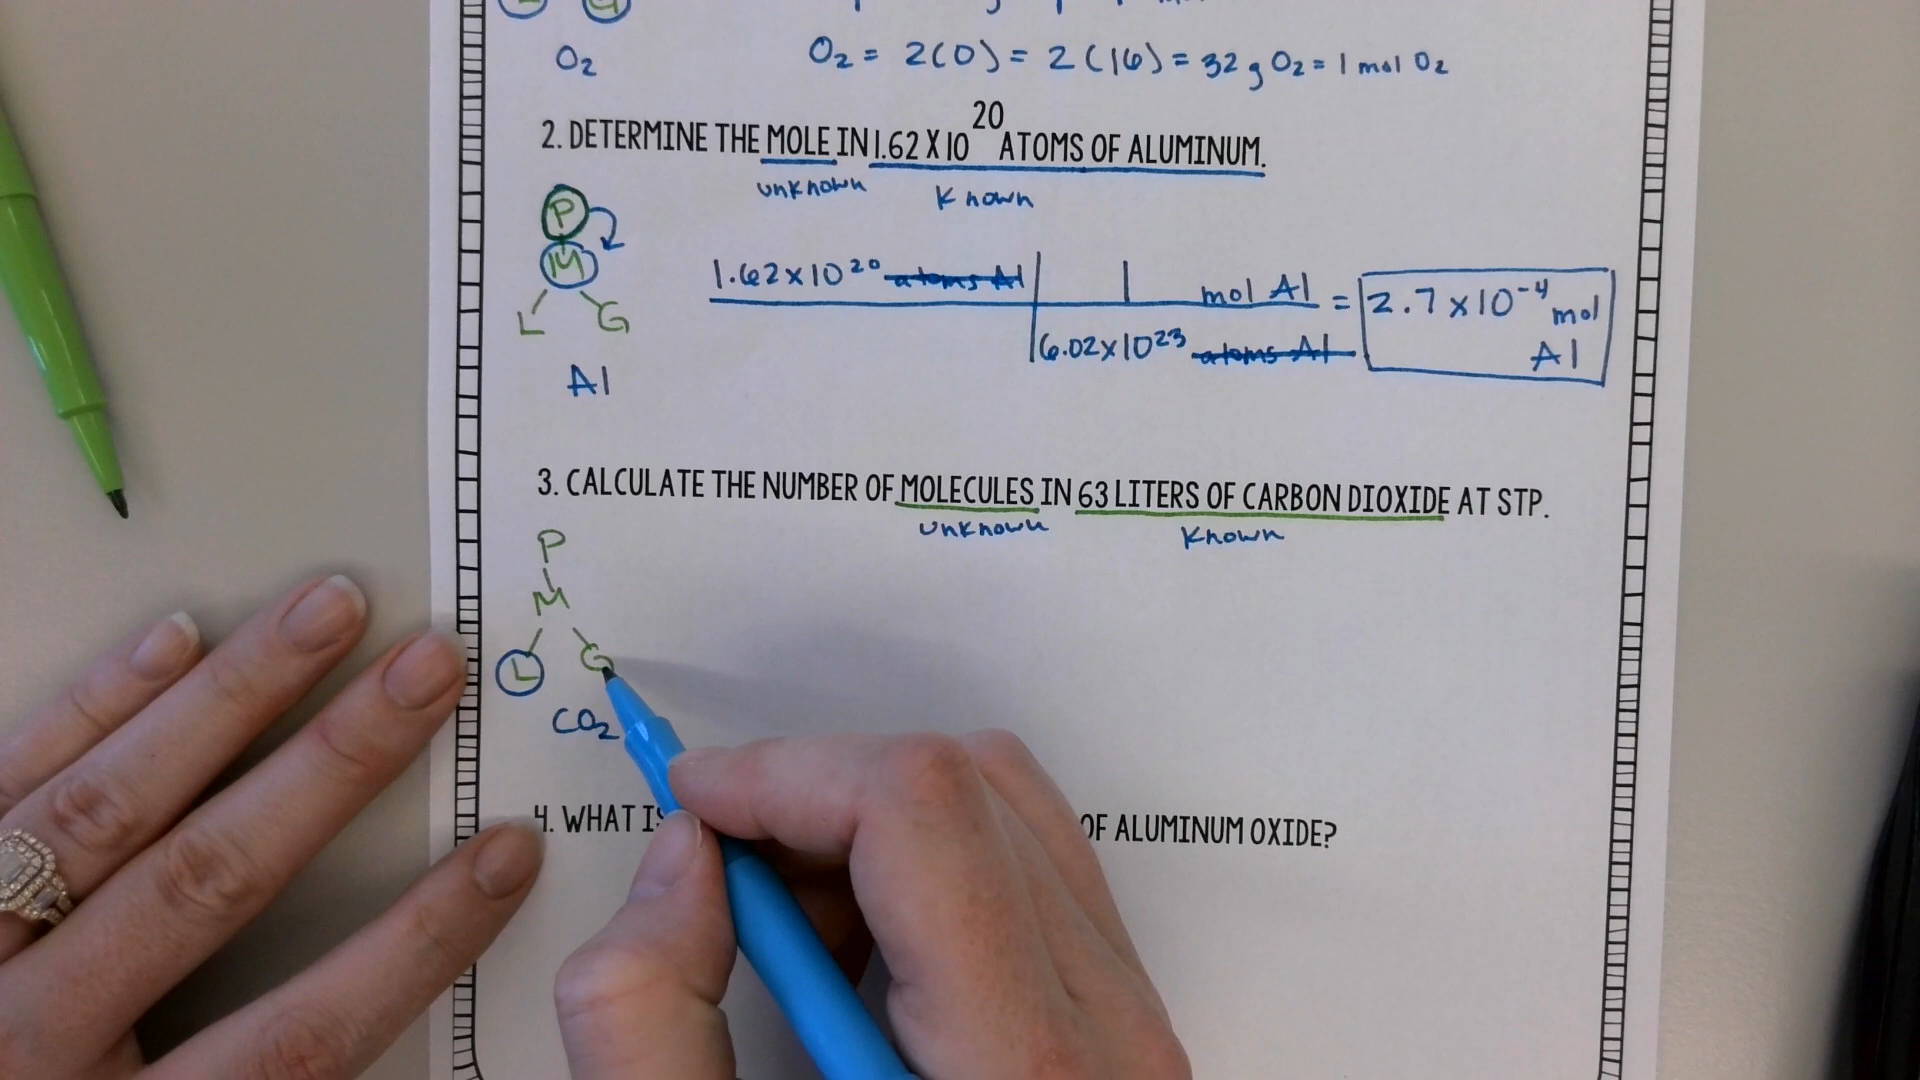 O2
O2 = 2(O) = 2(16) = 32 g O2 = 1 mol O2
2. DETERMINE THE MOLE IN 1.62 X 10^20 ATOMS OF ALUMINUM.
unknown Known
P
M
L G
Al
1.62x10^20 atoms Al | 1 mol Al = 2.7 x10^-4 mol Al
6.02x10^23 atoms Al
3. CALCULATE THE NUMBER OF MOLECULES IN 63 LITERS OF CARBON DIOXIDE AT STP.
unknown Known
P
M
L G
CO2
4. WHAT IS
OF ALUMINUM OXIDE?